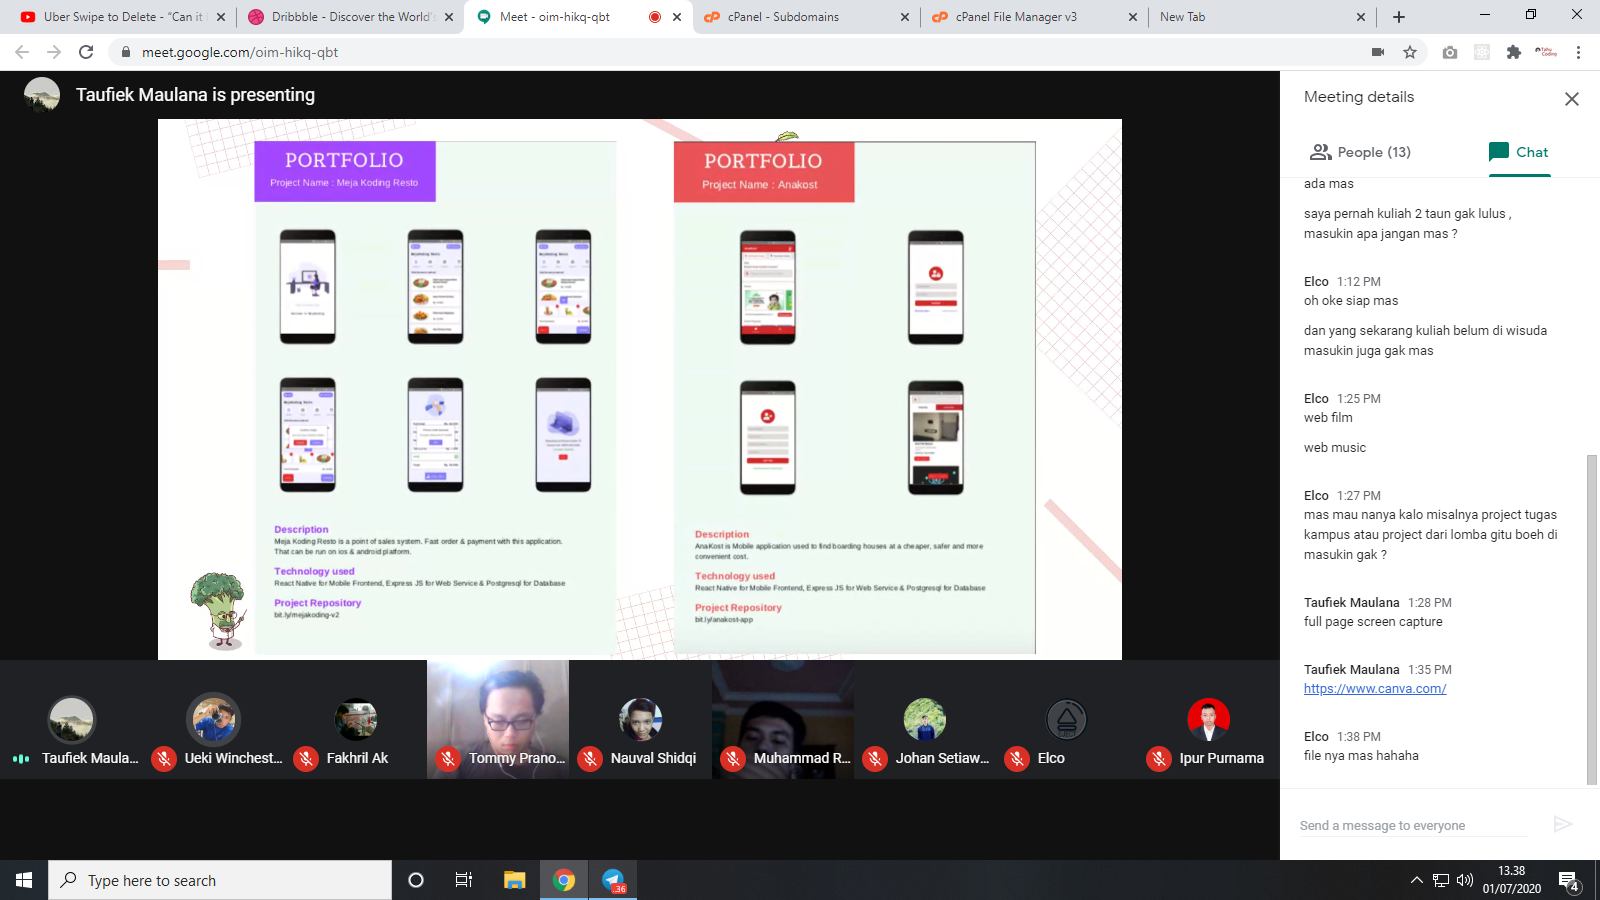 Uber Swipe to Delete - "Can it
Dribbble - Discover the World's
Meet - oim-hikq-qbt
cPanel - Subdomains
cPanel File Manager v3
New Tab
meet.google.com/oim-hikq-qbt
Taufiek Maulana is presenting
PORTFOLIO
Project Name : Meja Koding Resto
Description
Meja Koding Resto is a point of sales system. Fast order & payment with this application.
That can be run on ios & android platform.
Technology used
React Native for Mobile Frontend, Express JS for Web Service & Postgresql for Database
Project Repository
bit.ly/mejakoding-v2
PORTFOLIO
Project Name : Anakost
Description
AnaKost is Mobile application used to find boarding houses at a cheaper, safer and more
convenient cost.
Technology used
React Native for Mobile Frontend, Express JS for Web Service & Postgresql for Database
Project Repository
bit.ly/anakost-app
Taufiek Maula...
Ueki Winchest...
Fakhril Ak
Tommy Prano...
Nauval Shidqi
Muhammad R...
Johan Setiaw...
Elco
Ipur Purnama
Meeting details
People (13)
Chat
ada mas
saya pernah kuliah 2 taun gak lulus ,
masukin apa jangan mas ?
Elco 1:12 PM
oh oke siap mas
dan yang sekarang kuliah belum di wisuda
masukin juga gak mas
Elco 1:25 PM
web film
web music
Elco 1:27 PM
mas mau nanya kalo misalnya project tugas
kampus atau project dari lomba gitu boeh di
masukin gak ?
Taufiek Maulana 1:28 PM
full page screen capture
Taufiek Maulana 1:35 PM
https://www.canva.com/
Elco 1:38 PM
file nya mas hahaha
Send a message to everyone
Type here to search
36
13.38
01/07/2020
4